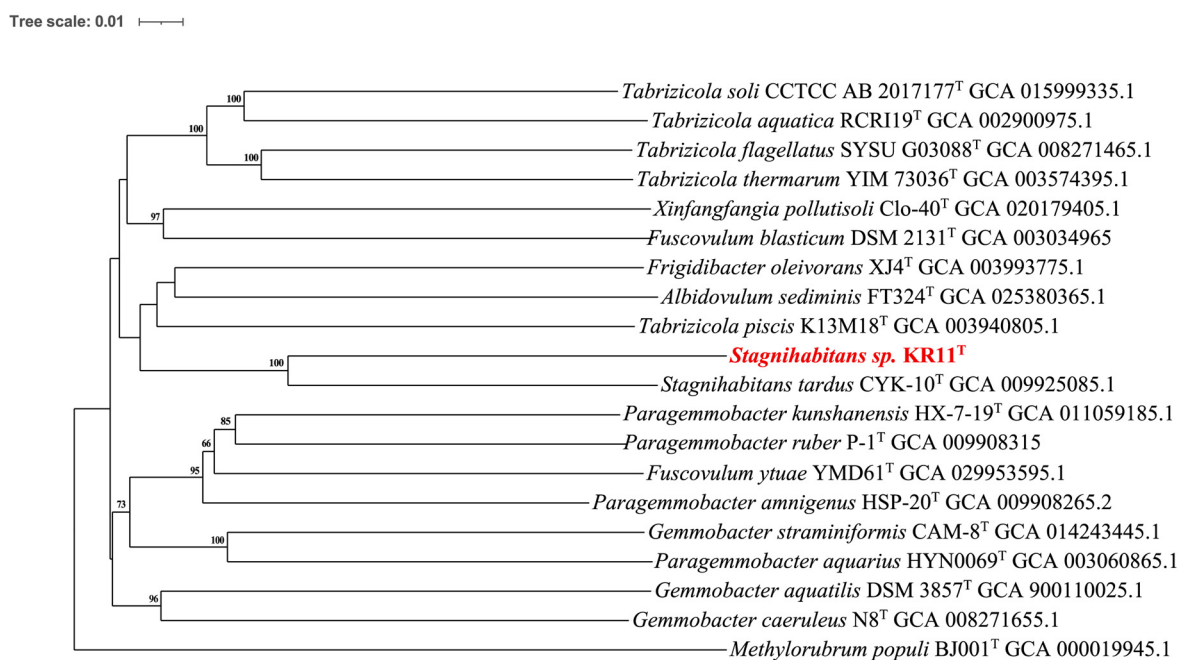 Tree scale: 0.01
100
Tabrizicola soli CCTCC AB 2017177ᵀ GCA 015999335.1
100
Tabrizicola aquatica RCRI19ᵀ GCA 002900975.1
100
Tabrizicola flagellatus SYSU G03088ᵀ GCA 008271465.1
Tabrizicola thermarum YIM 73036ᵀ GCA 003574395.1
97
Xinfangfangia pollutisoli Clo-40ᵀ GCA 020179405.1
Fuscovulum blasticum DSM 2131ᵀ GCA 003034965
Frigidibacter oleivorans XJ4ᵀ GCA 003993775.1
Albidovulum sediminis FT324ᵀ GCA 025380365.1
Tabrizicola piscis K13M18ᵀ GCA 003940805.1
100
Stagnihabitans sp. KR11ᵀ
Stagnihabitans tardus CYK-10ᵀ GCA 009925085.1
85
Paragemmobacter kunshanensis HX-7-19ᵀ GCA 011059185.1
66
Paragemmobacter ruber P-1ᵀ GCA 009908315
95
Fuscovulum ytuae YMD61ᵀ GCA 029953595.1
73
Paragemmobacter amnigenus HSP-20ᵀ GCA 009908265.2
100
Gemmobacter straminiformis CAM-8ᵀ GCA 014243445.1
Paragemmobacter aquarius HYN0069ᵀ GCA 003060865.1
96
Gemmobacter aquatilis DSM 3857ᵀ GCA 900110025.1
Gemmobacter caeruleus N8ᵀ GCA 008271655.1
Methylorubrum populi BJ001ᵀ GCA 000019945.1